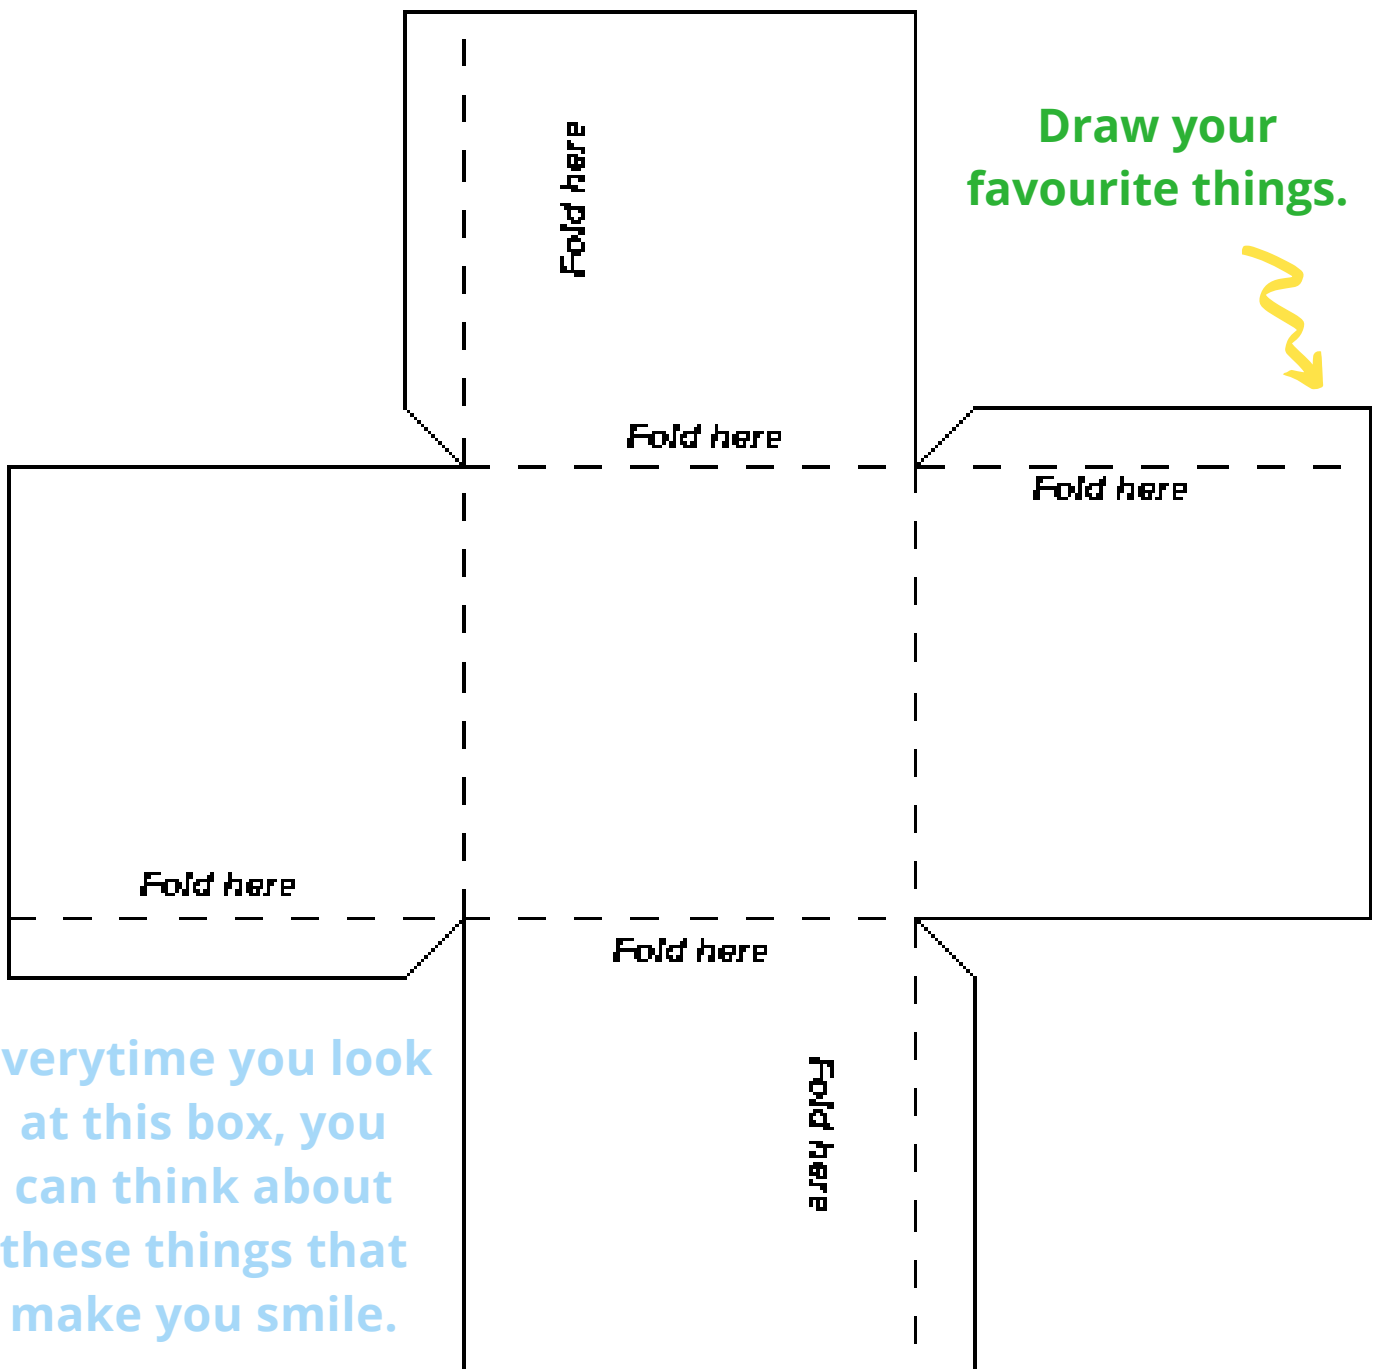 Fold here
Draw your
favourite things.
Fold here
Fold here
Fold here
Fold here
Fold here
verytime you look
at this box, you
can think about
these things that
make you smile.